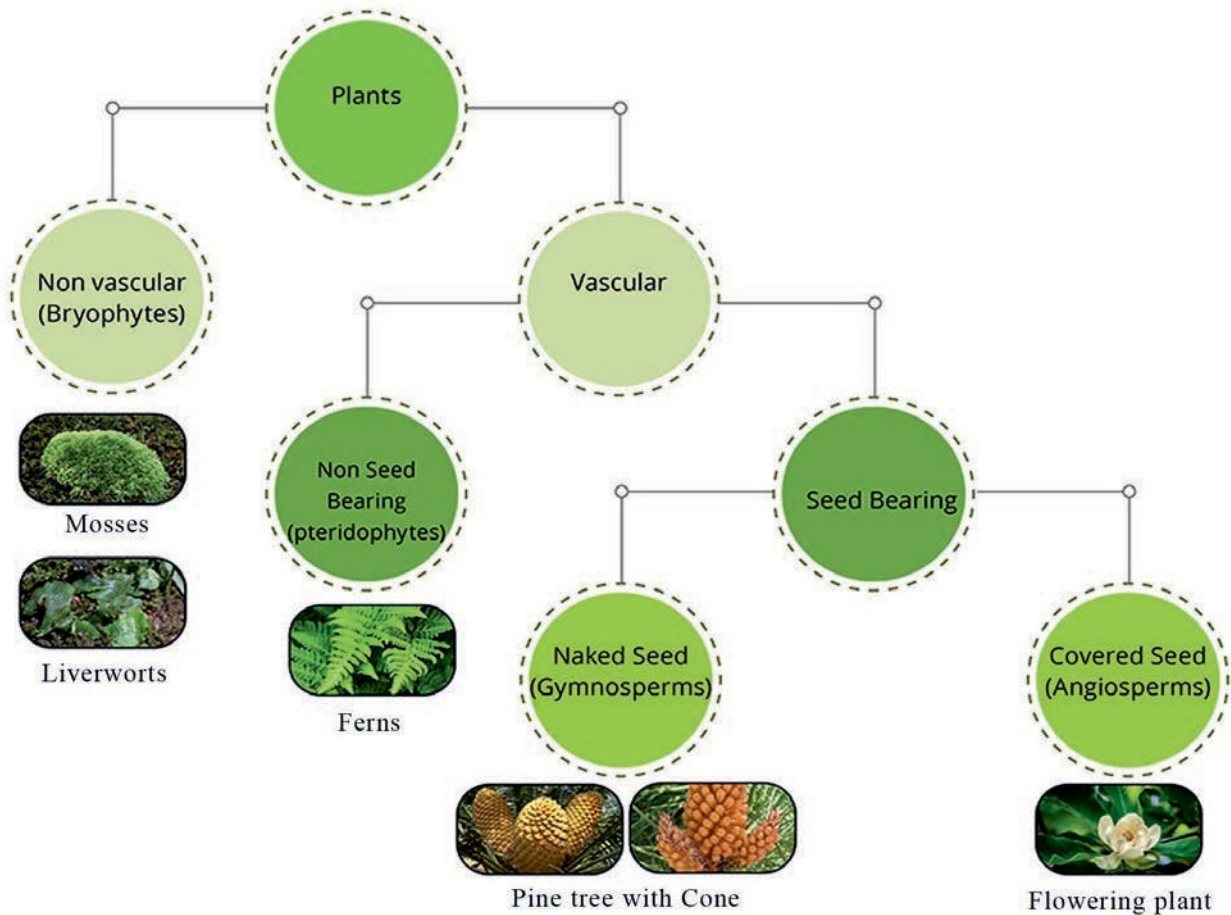 Plants
Non vascular
(Bryophytes)
Vascular
Mosses
Liverworts
Non Seed
Bearing
(pteridophytes)
Ferns
Seed Bearing
Naked Seed
(Gymnosperms)
Pine tree with Cone
Covered Seed
(Angiosperms)
Flowering plant